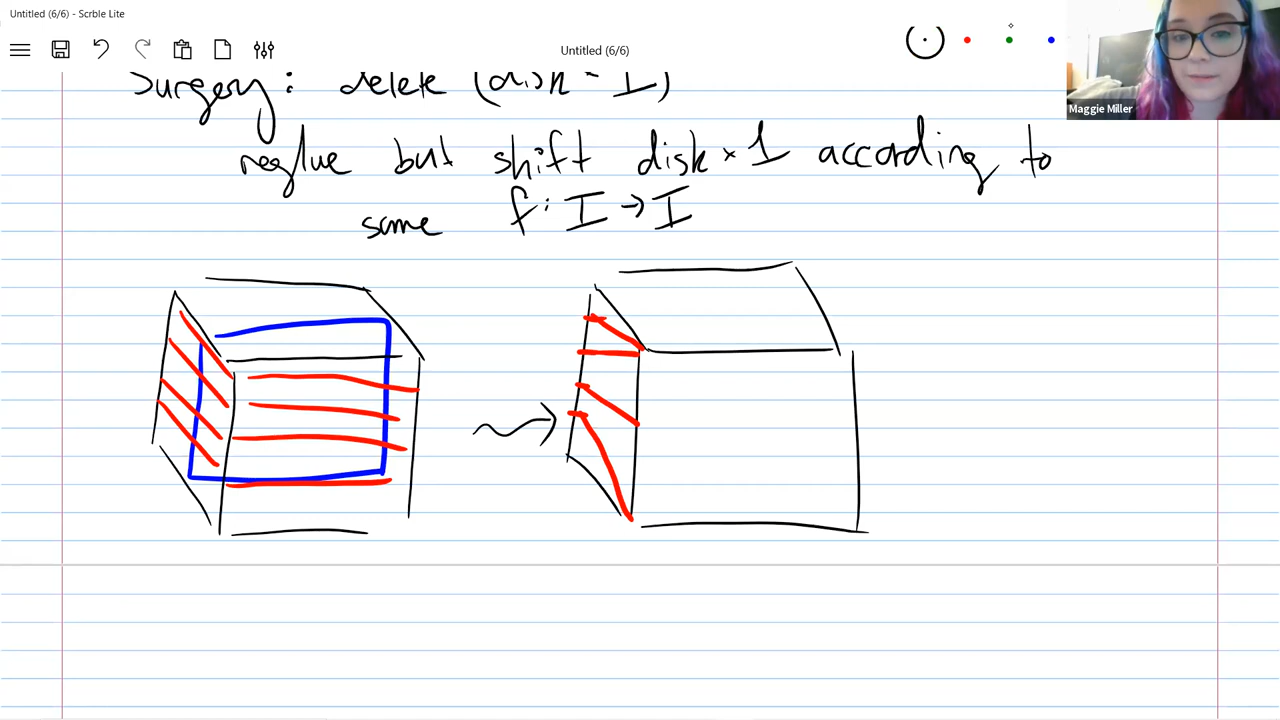 Untitled (6/6) - Scrble Lite
Untitled (6/6)
Maggie Miller
Surgery: delete (disk × I)
reglue but shift disk × 1 according to
some f: I → I